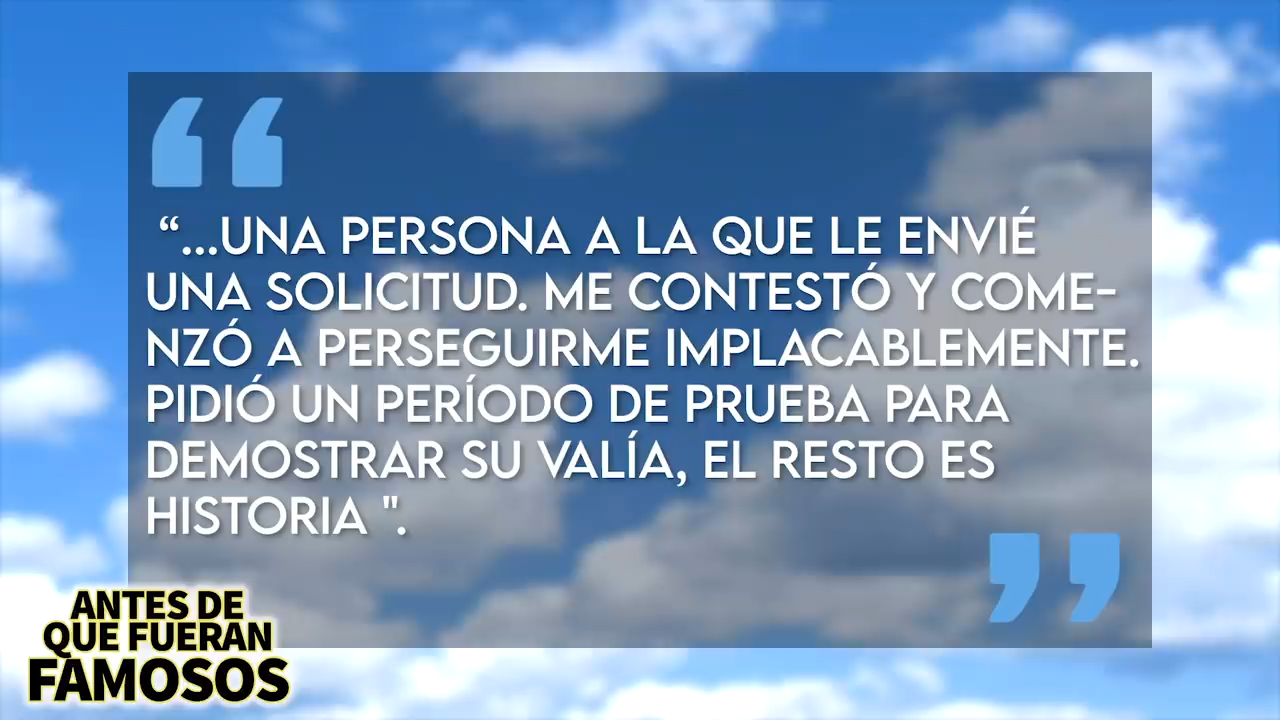 “...UNA PERSONA A LA QUE LE ENVIÉ
UNA SOLICITUD. ME CONTESTÓ Y COME-
NZÓ A PERSEGUIRME IMPLACABLEMENTE.
PIDIÓ UN PERÍODO DE PRUEBA PARA
DEMOSTRAR SU VALÍA, EL RESTO ES
HISTORIA ".
ANTES DE
QUE FUERAN
FAMOSOS